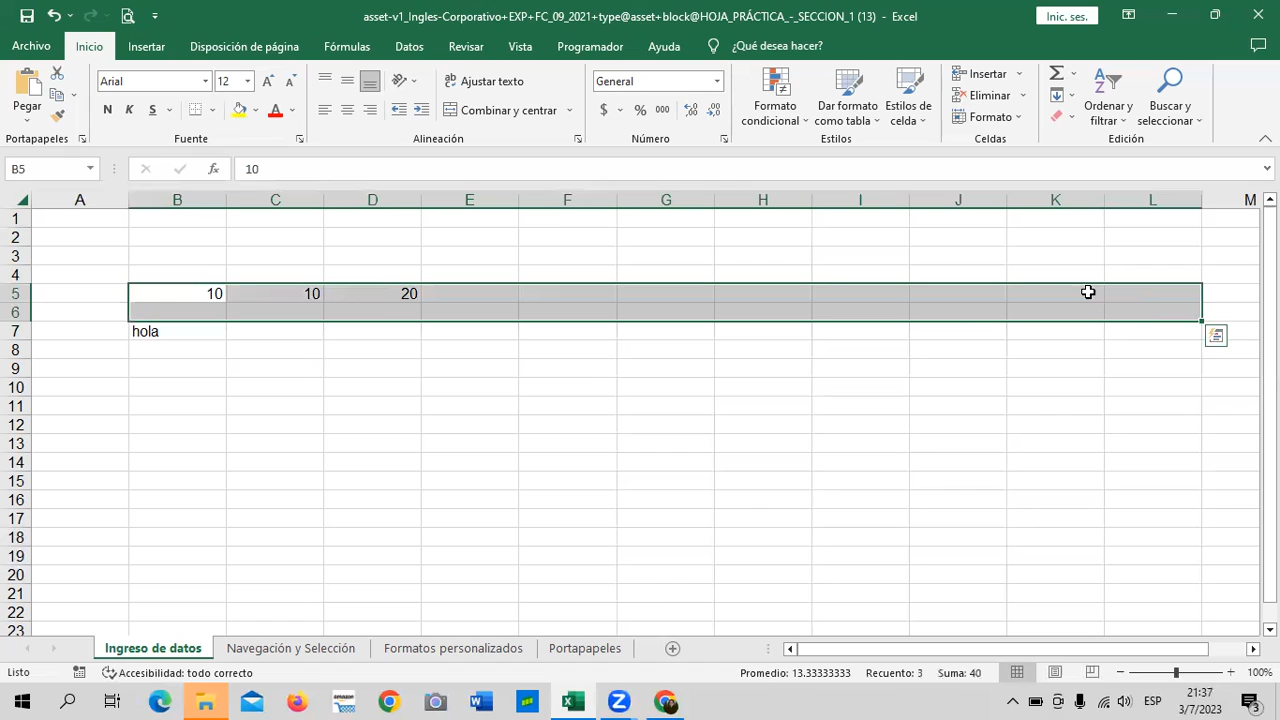 asset-v1_Ingles-Corporativo+EXP+FC_09_2021+type@asset+block@HOJA_PRÁCTICA_-_SECCION_1 (13) - Excel
Inic. ses.
Archivo Inicio Insertar Disposición de página Fórmulas Datos Revisar Vista Programador Ayuda ¿Qué desea hacer?
Pegar
Portapapeles
Arial 12
N K S
Fuente
Ajustar texto
Combinar y centrar
Alineación
General
$ % 000
Número
Formato condicional
Dar formato como tabla
Estilos de celda
Estilos
Insertar
Eliminar
Formato
Celdas
Ordenar y filtrar
Buscar y seleccionar
Edición
B5 fx 10
A B C D E F G H I J K L M
1
2
3
4
5 10 10 20
6
7 hola
8
9
10
11
12
13
14
15
16
17
18
19
20
21
22
23
Ingreso de datos Navegación y Selección Formatos personalizados Portapapeles
Listo Accesibilidad: todo correcto Promedio: 13.33333333 Recuento: 3 Suma: 40 100%
ESP 21:37
3/7/2023 3